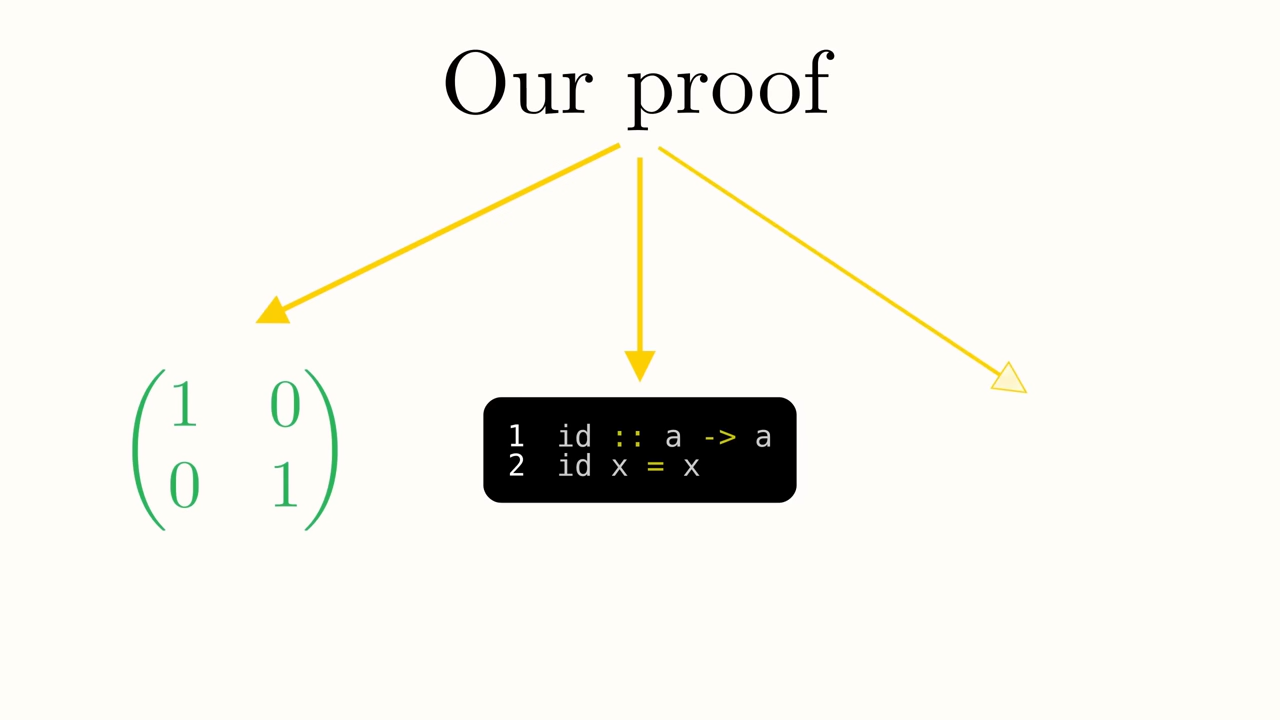 Our proof
1 0
0 1
1 id :: a -> a
2 id x = x